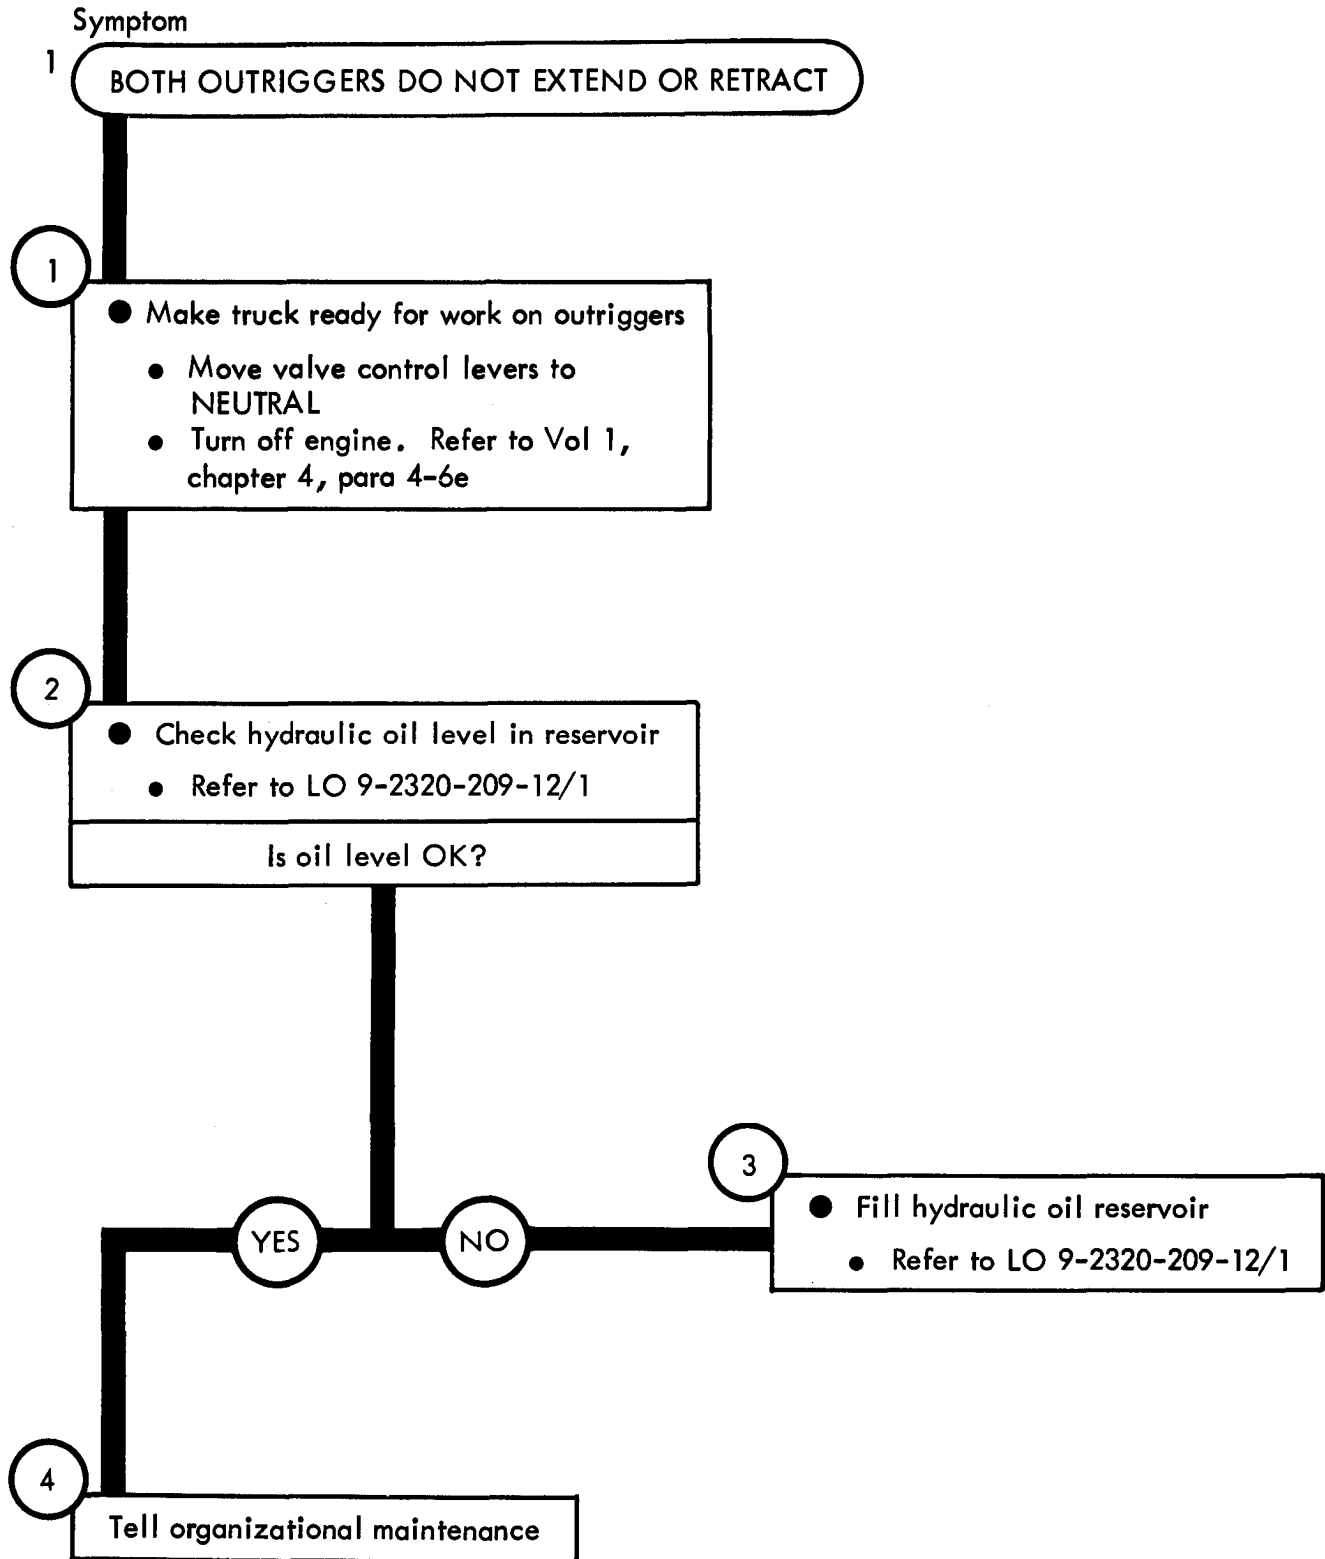 Symptom
1
BOTH OUTRIGGERS DO NOT EXTEND OR RETRACT
1
● Make truck ready for work on outriggers
● Move valve control levers to
NEUTRAL
● Turn off engine. Refer to Vol 1,
chapter 4, para 4-6e
2
● Check hydraulic oil level in reservoir
● Refer to LO 9-2320-209-12/1
Is oil level OK?
YES
NO
3
● Fill hydraulic oil reservoir
● Refer to LO 9-2320-209-12/1
4
Tell organizational maintenance